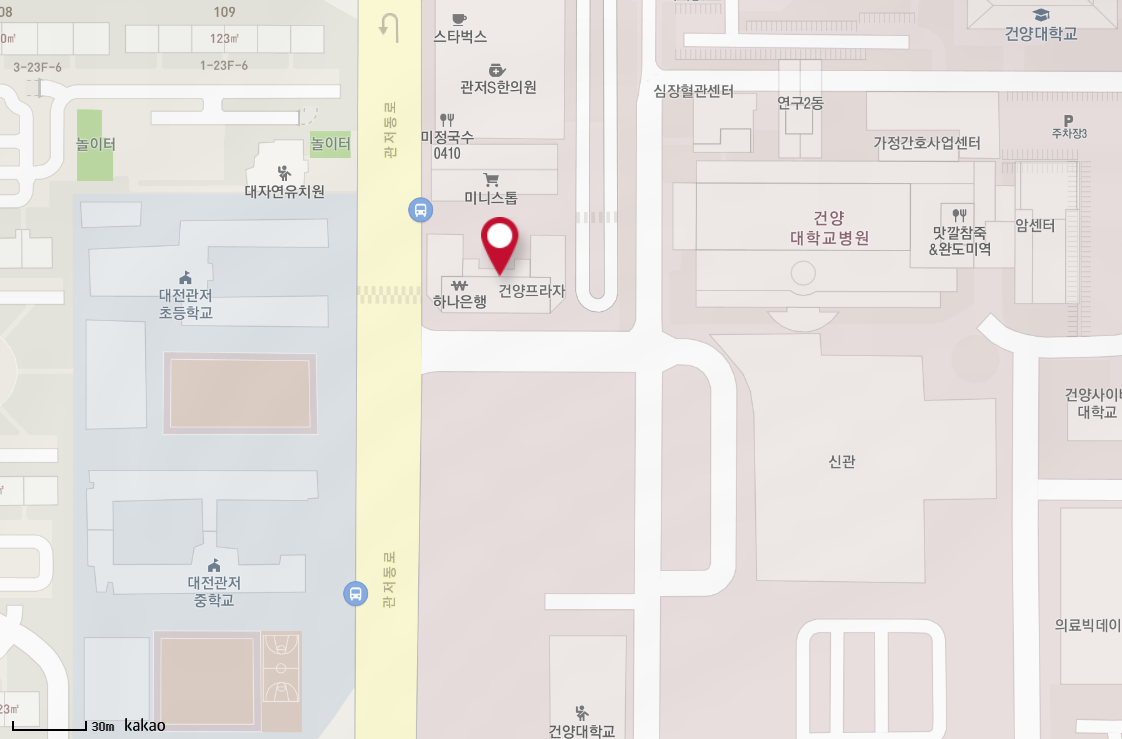 08
109
0㎡
123㎡
3-23F-6
1-23F-6
스타벅스
관저S한의원
미정국수
0410
미니스톱
하나은행
건양프라자
관저동로
관저동로
놀이터
놀이터
대자연유치원
대전관저
초등학교
대전관저
중학교
심장혈관센터
연구2동
건양대학교
가정간호사업센터
P
주차장3
건양
대학교병원
맛깔참죽
&완도미역
암센터
신관
건양사이버
대학교
의료빅데이
건양대학교
㎡
23㎡
30m
kakao